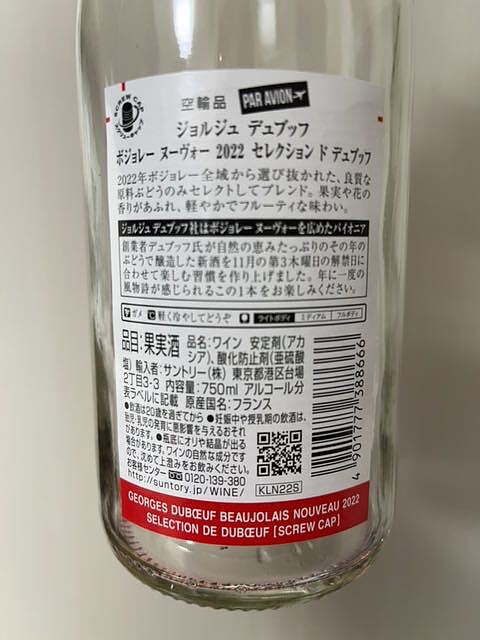 SCREW CAP
空輸品 PAR AVION
ジョルジュ デュブッフ
ボジョレー ヌーヴォー 2022 セレクション ド デュブッフ
2022年ボジョレー全域から選び抜かれた、良質な
原料ぶどうのみセレクトしてブレンド。果実や花の
香りがあふれ、軽やかでフルーティな味わい。
ジョルジュ デュブッフ社はボジョレー ヌーヴォーを広めたパイオニア
創業者デュブッフ氏が自然の恵みたっぷりのその年の
ぶどうで醸造した新酒を11月の第3木曜日の解禁日に
合わせて楽しむ習慣を作り上げました。年に一度の
風物詩が感じられるこの1本をお楽しみください。
ガメ 軽く冷やしてどうぞ ライトボディ ミディアム フルボディ
品目:果実酒 品名:ワイン 安定剤(アカ
シア)、酸化防止剤(亜硫酸
塩) 輸入者:サントリー(株) 東京都港区台場
2丁目3-3 内容量:750ml アルコール分
表ラベルに記載 原産国名:フランス
●飲酒は20歳を過ぎてから ●妊娠中や授乳期の飲酒は、
胎児・乳児の発育に悪影響を与えるおそれ
があります。●瓶底にオリや結晶が出る
場合があります。ワインの自然な成分です
ので、沈めて上澄みをお飲みください。
お客様センター 0120-139-380
http://suntory.jp/WINE/ KLN22S
4 901777 388666
GEORGES DUBŒUF BEAUJOLAIS NOUVEAU 2022
SELECTION DE DUBŒUF [SCREW CAP]